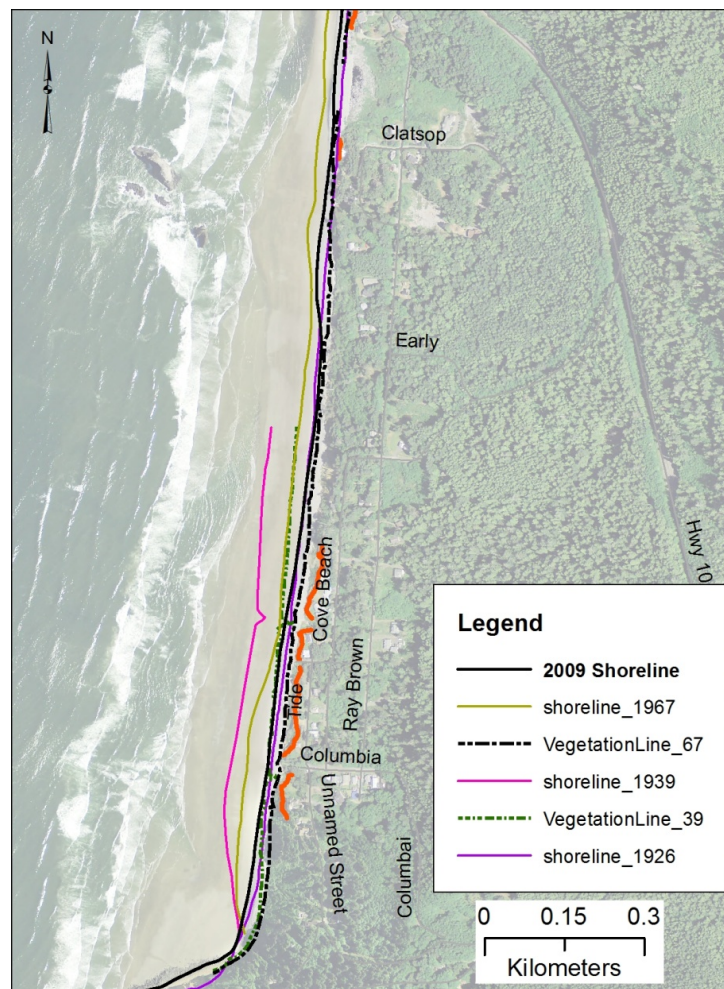 N
Clatsop
Early
Hwy 10
Cove Beach
Tide
Ray Brown
Columbia
Unnamed Street
Columbai
Legend
2009 Shoreline
shoreline_1967
VegetationLine_67
shoreline_1939
VegetationLine_39
shoreline_1926
0 0.15 0.3
Kilometers